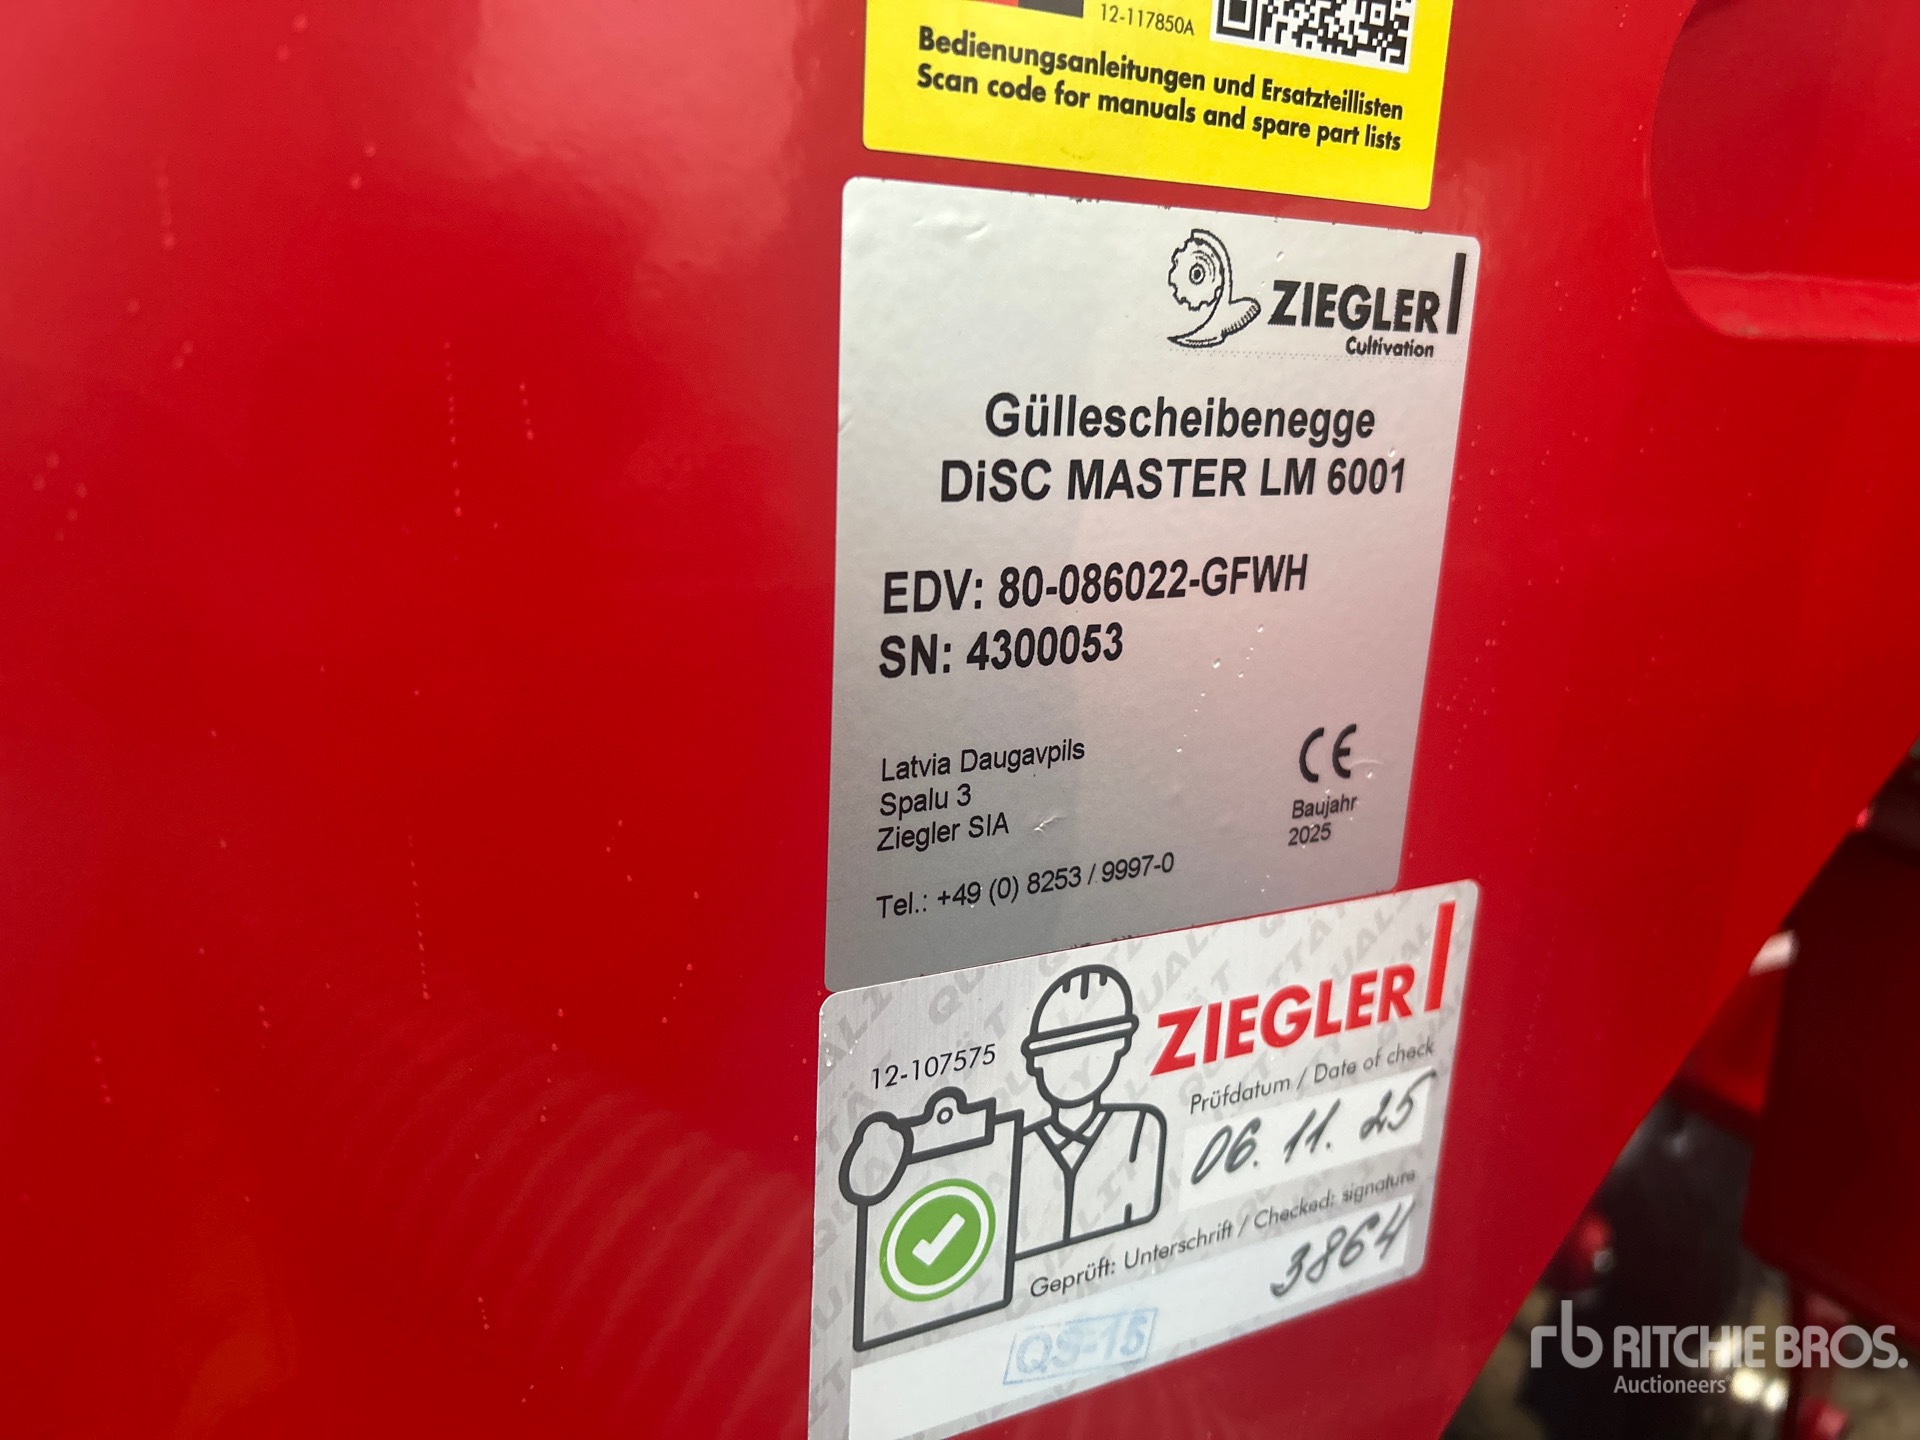 12-117850A
Bedienungsanleitungen und Ersatzteillisten
Scan code for manuals and spare part lists
ZIEGLER
Cultivation
Güllescheibenegge
DiSC MASTER LM 6001
EDV: 80-086022-GFWH
SN: 4300053
Latvia Daugavpils
Spalu 3
Ziegler SIA
Tel.: +49 (0) 8253 / 9997-0
CE
Baujahr
2025
ZIEGLER
12-107575
Prüfdatum / Date of check
06. 11. 25
Geprüft: Unterschrift / Checked: signature
3864
QS-15
rb RITCHIE BROS.
Auctioneers